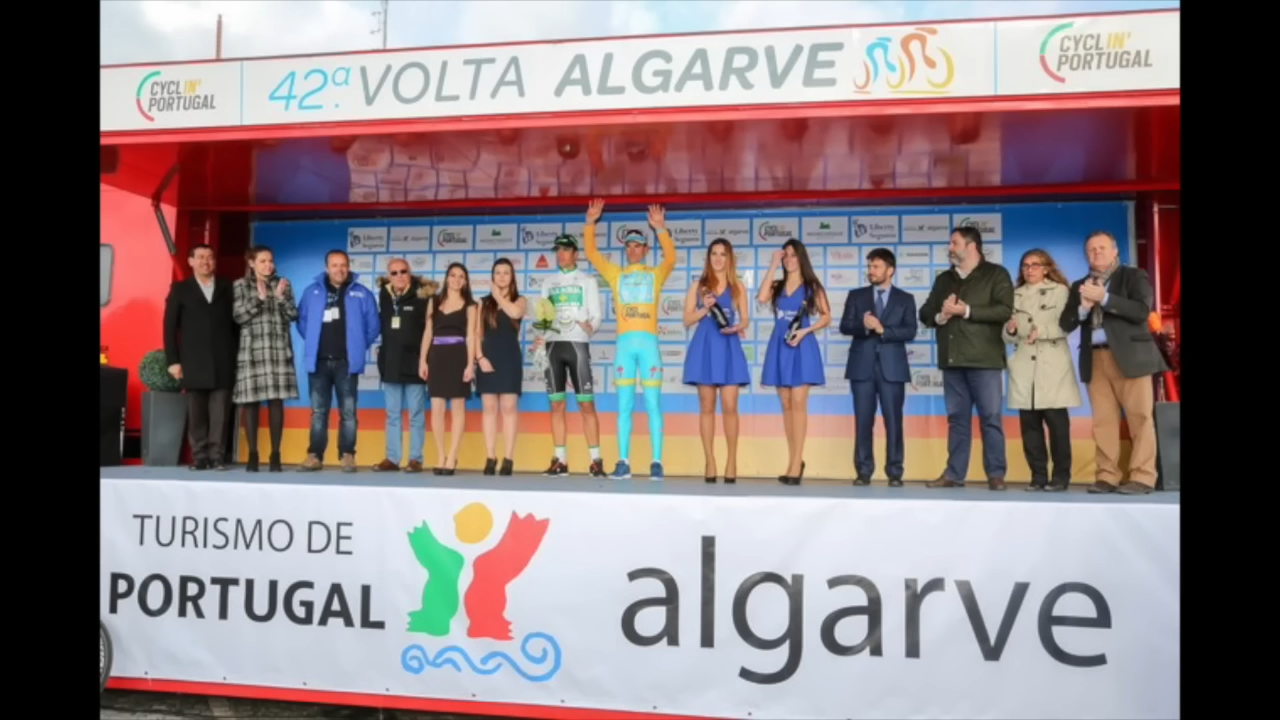 CYCLIN'
PORTUGAL
42ª. VOLTA ALGARVE
CYCLIN'
PORTUGAL
TURISMO DE
PORTUGAL
algarve